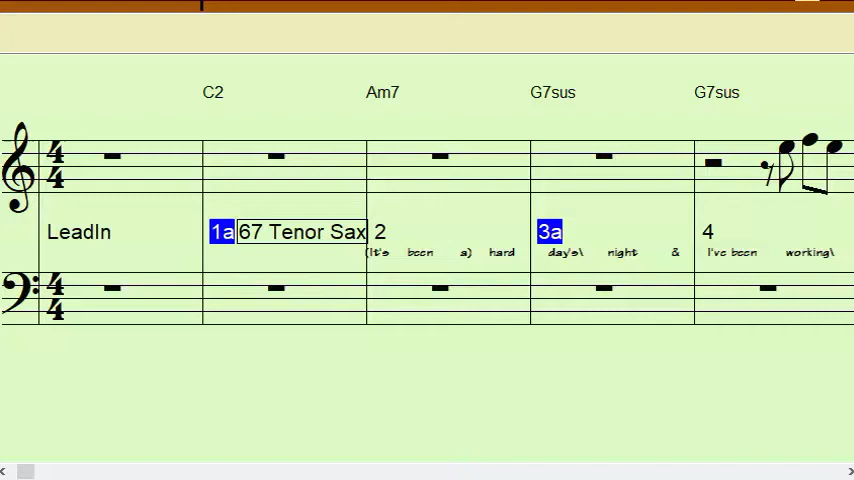 C2 Am7 G7sus G7sus
LeadIn 1a 67 Tenor Sax 2 3a 4
(It's been a) hard day's\ night & I've been working\